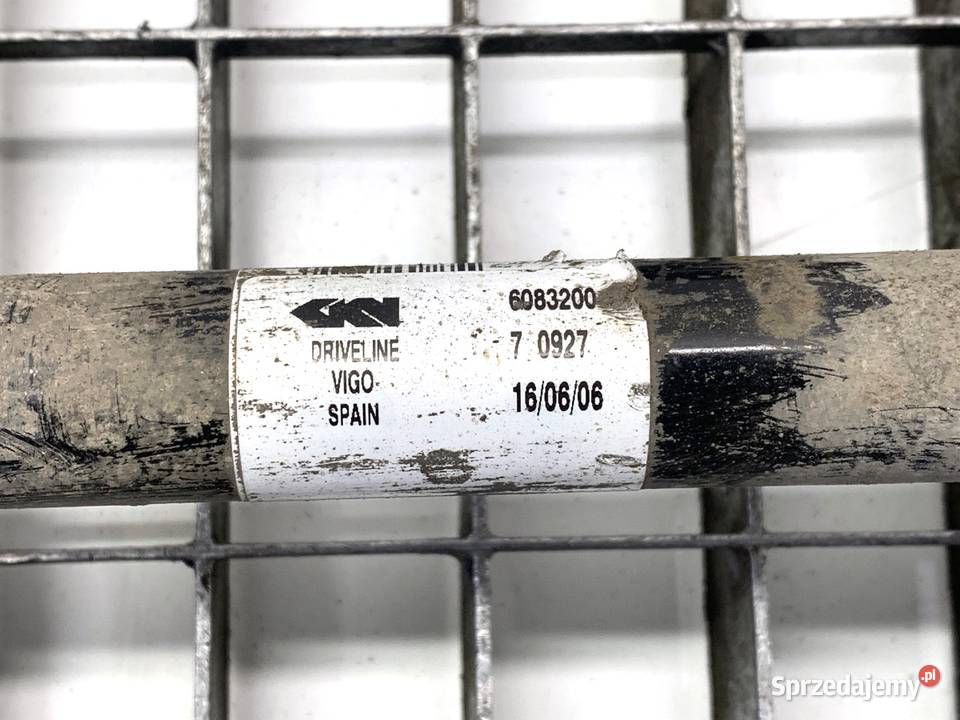 GKN
DRIVELINE
VIGO
SPAIN
6083200
7 0927
16/06/06
Sprzedajemy.pl